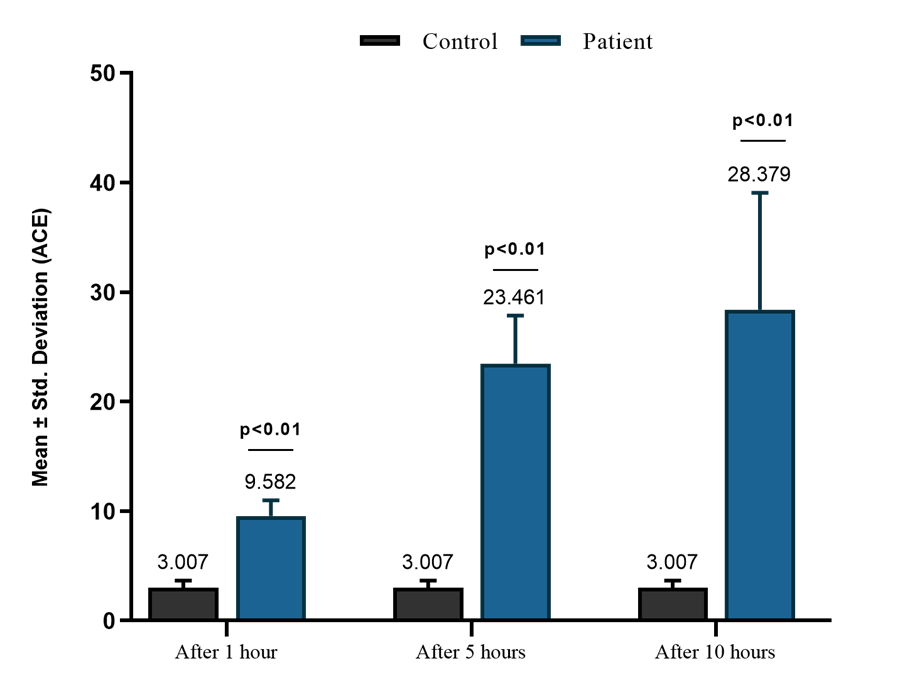 Control Patient
50
40
30
20
10
0
Mean ± Std. Deviation (ACE)
p<0.01
28.379
p<0.01
23.461
p<0.01
9.582
3.007 3.007 3.007
After 1 hour After 5 hours After 10 hours